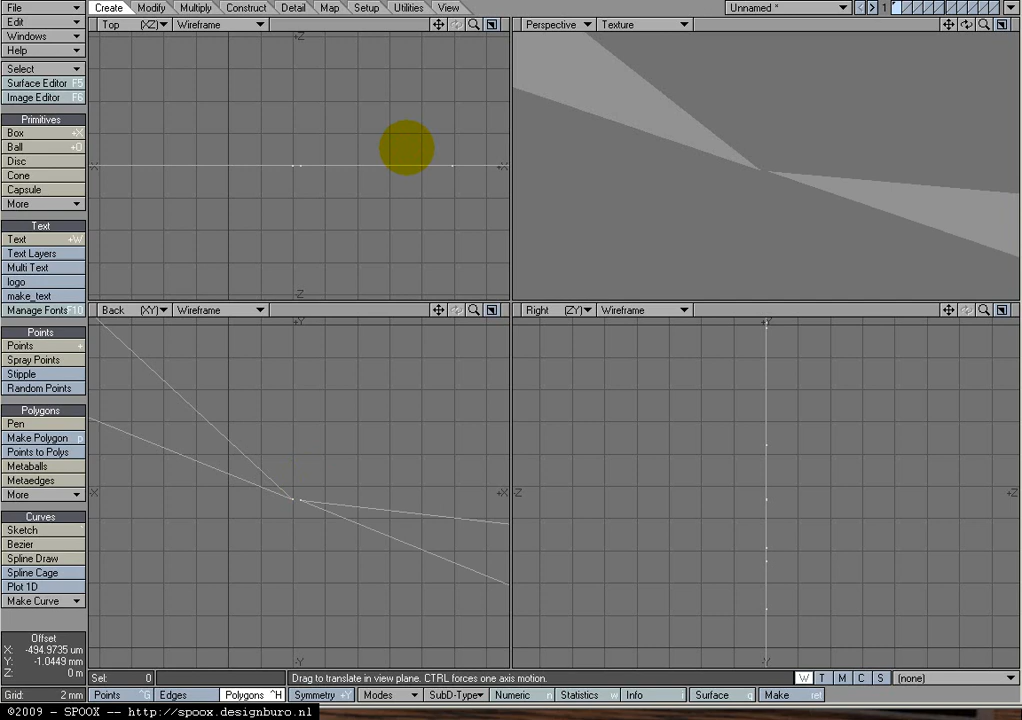 File Create Modify Multiply Construct Detail Map Setup Utilities View Unnamed * 1
Edit Top (XZ) Wireframe Perspective Texture
Windows
Help
Select
Surface Editor F5
Image Editor F6
Primitives
Box +X
Ball +O
Disc
Cone
Capsule
More
Text
Text +W
Text Layers
Multi Text
logo
make_text
Manage Fonts F10
Back (XY) Wireframe Right (ZY) Wireframe
Points
Points +
Spray Points
Stipple
Random Points
Polygons
Pen
Make Polygon p
Points to Polys
Metaballs
Metaedges
More
Curves
Sketch
Bezier
Spline Draw
Spline Cage
Plot 1D
Make Curve
+Z
-X
+X
-Z
+Y
-X
+X
-Y
+Y
-Z
+Z
-Y
Offset
X: -494.9735 um
Y: -1.0449 mm
Z: 0 m
Sel: 0 Drag to translate in view plane. CTRL forces one axis motion. W T M C S (none)
Grid: 2 mm Points ^G Edges Polygons ^H Symmetry +Y Modes SubD-Type Numeric n Statistics w Info i Surface q Make ret
©2009 - SPOOX -- http://spoox.designburo.nl